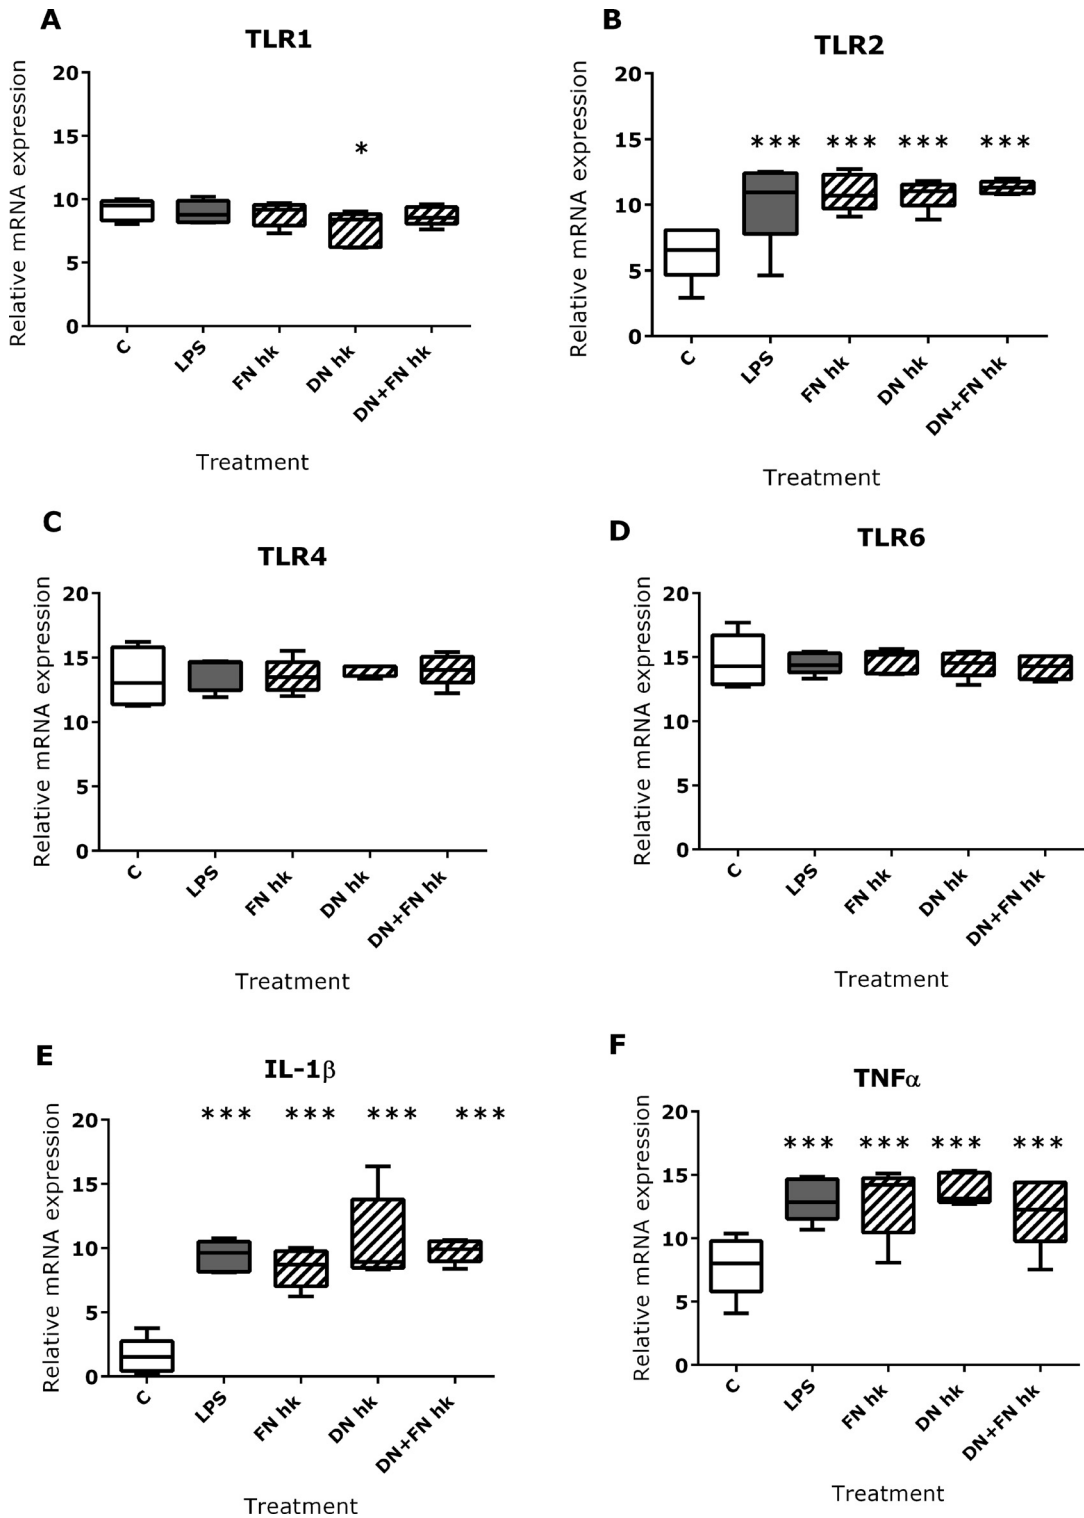 A
TLR1
Relative mRNA expression
20
15
10
5
0
*
C
LPS
FN hk
DN hk
DN+FN hk
Treatment
B
TLR2
Relative mRNA expression
20
15
10
5
0
***
***
***
***
C
LPS
FN hk
DN hk
DN+FN hk
Treatment
C
TLR4
Relative mRNA expression
20
15
10
5
0
C
LPS
FN hk
DN hk
DN+FN hk
Treatment
D
TLR6
Relative mRNA expression
20
15
10
5
0
C
LPS
FN hk
DN hk
DN+FN hk
Treatment
E
IL-1β
Relative mRNA expression
20
15
10
5
0
***
***
***
***
C
LPS
FN hk
DN hk
DN+FN hk
Treatment
F
TNFα
Relative mRNA expression
20
15
10
5
0
***
***
***
***
C
LPS
FN hk
DN hk
DN+FN hk
Treatment